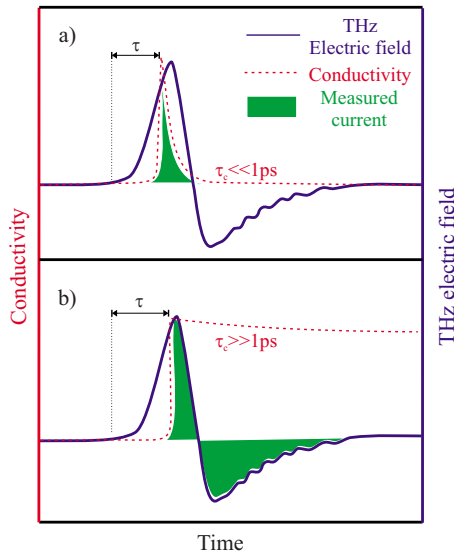 a)
τ
THz
Electric field
Conductivity
Measured
current
τc<<1ps
b)
τ
τc>>1ps
Conductivity
THz electric field
Time